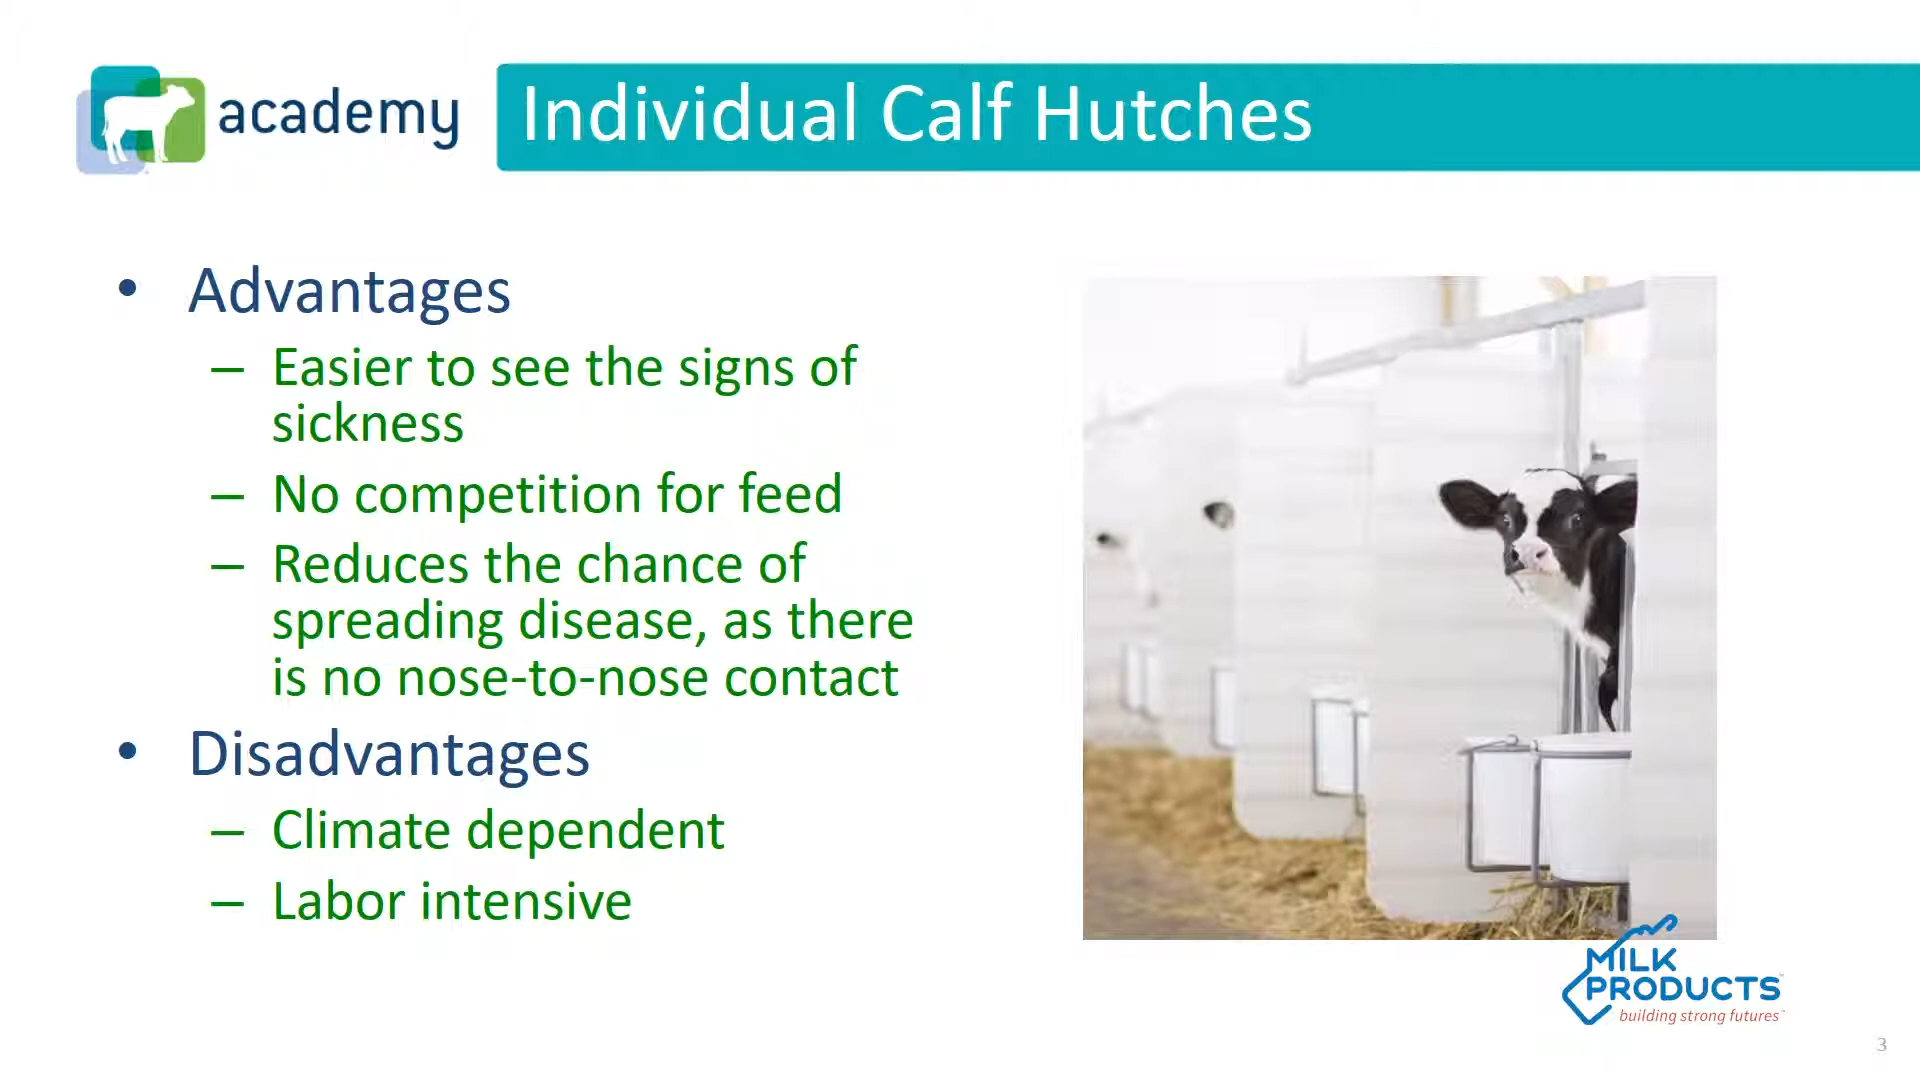 academy
Individual Calf Hutches
• Advantages
– Easier to see the signs of
sickness
– No competition for feed
– Reduces the chance of
spreading disease, as there
is no nose-to-nose contact
• Disadvantages
– Climate dependent
– Labor intensive
MILK
PRODUCTS
building strong futures
3